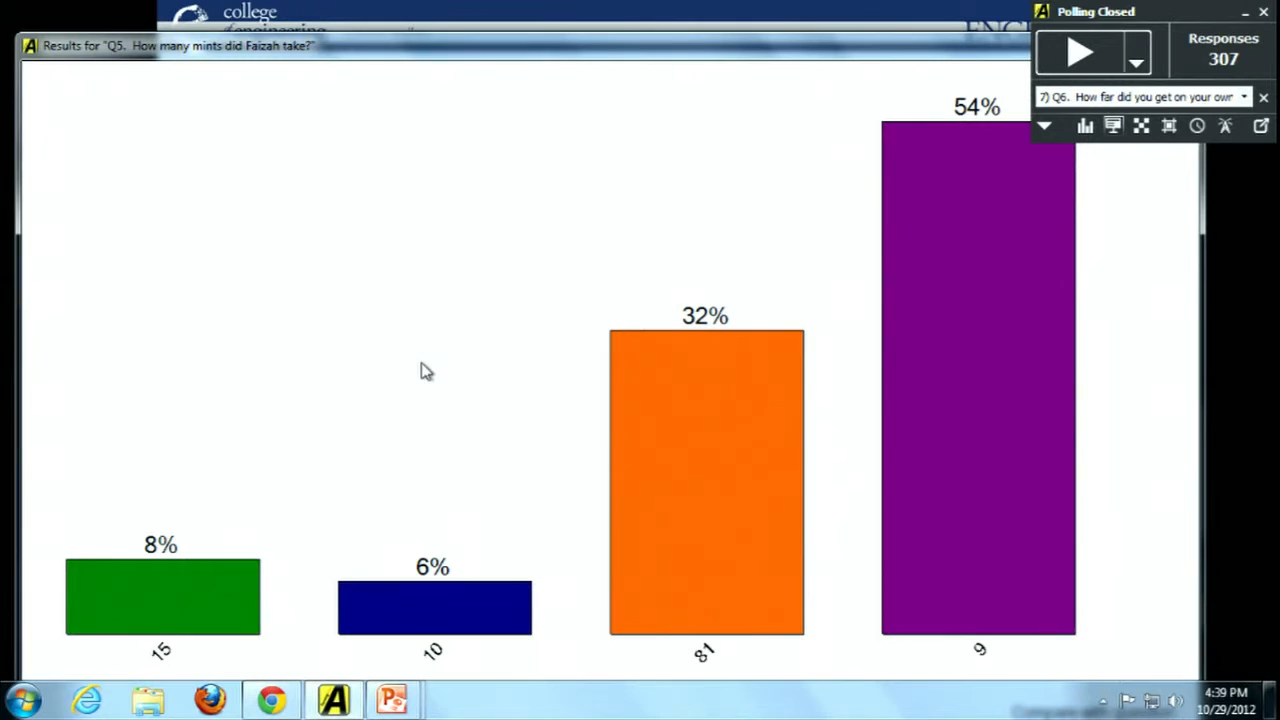 college
Results for "Q5. How many mints did Faizah take?"
Polling Closed
Responses
307
7) Q6. How far did you get on your own
54%
32%
8%
6%
15
10
81
9
4:39 PM
10/29/2012